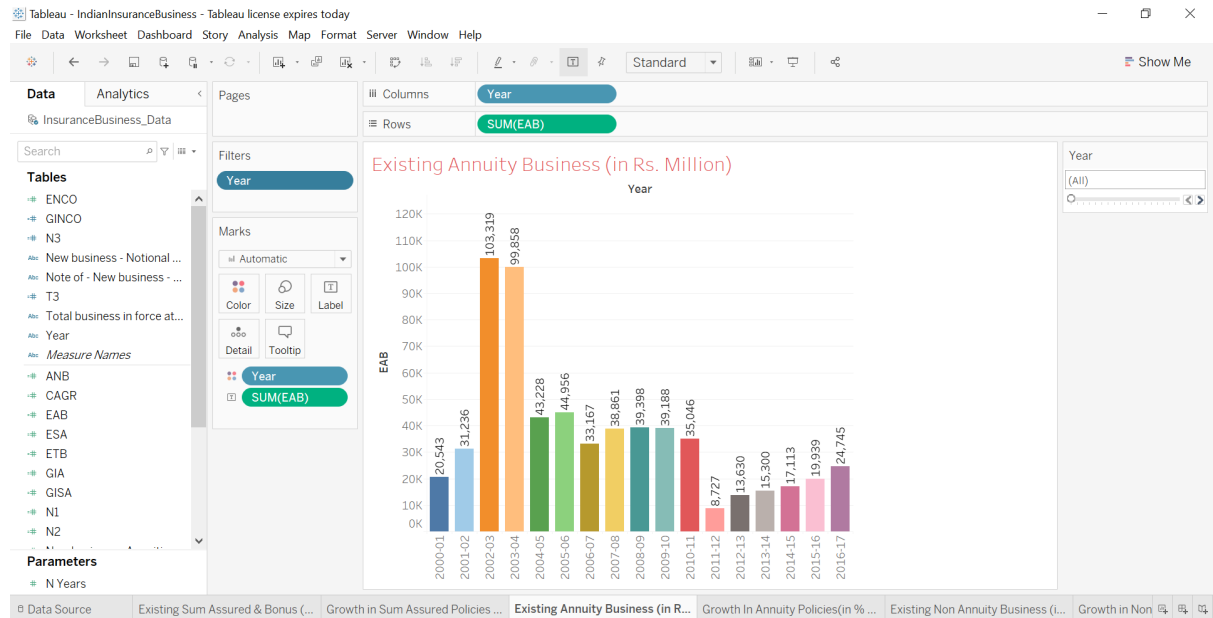 Tableau - IndianInsuranceBusiness - Tableau license expires today
File Data Worksheet Dashboard Story Analysis Map Format Server Window Help
Standard
Show Me
Data Analytics
InsuranceBusiness_Data
Search
Tables
ENCO
GINCO
N3
New business - Notional ...
Note of - New business - ...
T3
Total business in force at...
Year
Measure Names
ANB
CAGR
EAB
ESA
ETB
GIA
GISA
N1
N2
Parameters
N Years
Pages
Filters
Year
Marks
Automatic
Color Size Label
Detail Tooltip
Year
SUM(EAB)
Columns Year
Rows SUM(EAB)
Existing Annuity Business (in Rs. Million)
Year
EAB
120K
110K
100K
90K
80K
70K
60K
50K
40K
30K
20K
10K
0K
20,543
31,236
103,319
99,858
43,228
44,956
33,167
38,861
39,398
39,188
35,046
8,727
13,630
15,300
17,113
19,939
24,745
2000-01
2001-02
2002-03
2003-04
2004-05
2005-06
2006-07
2007-08
2008-09
2009-10
2010-11
2011-12
2012-13
2013-14
2014-15
2015-16
2016-17
Year
(All)
Data Source Existing Sum Assured & Bonus (... Growth in Sum Assured Policies ... Existing Annuity Business (in R... Growth In Annuity Policies(in % ... Existing Non Annuity Business (i... Growth in Non